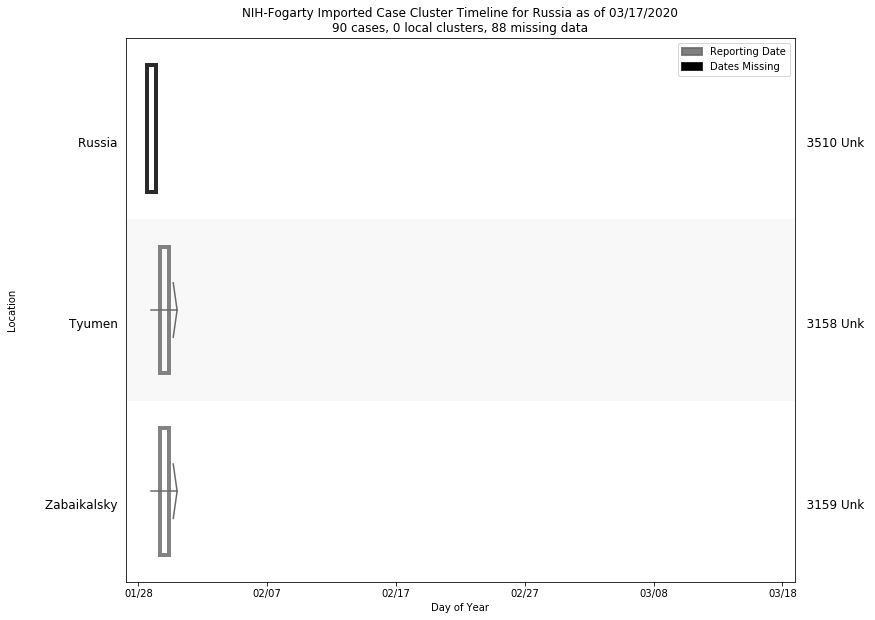 NIH-Fogarty Imported Case Cluster Timeline for Russia as of 03/17/2020
90 cases, 0 local clusters, 88 missing data
Reporting Date
Dates Missing
Russia
3510 Unk
Location
Tyumen
3158 Unk
Zabaikalsky
3159 Unk
01/28 02/07 02/17 02/27 03/08 03/18
Day of Year